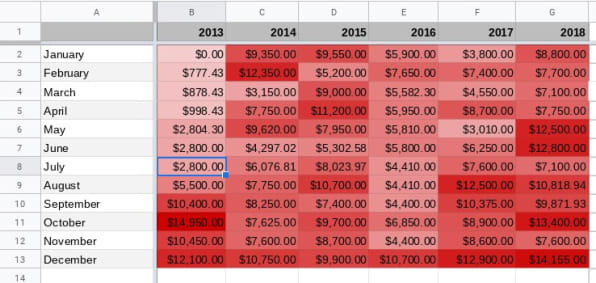 A B C D E F G
1 2013 2014 2015 2016 2017 2018
2 January $0.00 $9,350.00 $9,550.00 $5,900.00 $3,800.00 $8,800.00
3 February $777.43 $12,350.00 $5,200.00 $7,650.00 $7,400.00 $7,700.00
4 March $878.43 $3,150.00 $9,000.00 $5,582.30 $4,550.00 $7,100.00
5 April $998.43 $7,750.00 $11,200.00 $5,950.00 $8,700.00 $7,750.00
6 May $2,804.30 $9,620.00 $7,950.00 $5,810.00 $3,010.00 $12,500.00
7 June $2,800.00 $4,297.02 $5,302.58 $5,800.00 $6,250.00 $12,800.00
8 July $2,800.00 $6,076.81 $8,023.97 $4,410.00 $7,600.00 $7,100.00
9 August $5,500.00 $7,750.00 $10,700.00 $4,410.00 $12,500.00 $10,818.94
10 September $10,400.00 $8,250.00 $7,400.00 $4,400.00 $10,375.00 $9,871.93
11 October $14,950.00 $7,625.00 $9,700.00 $6,850.00 $8,900.00 $13,400.00
12 November $10,450.00 $7,600.00 $8,700.00 $4,400.00 $8,600.00 $7,600.00
13 December $12,100.00 $10,750.00 $9,900.00 $10,700.00 $12,900.00 $14,155.00
14